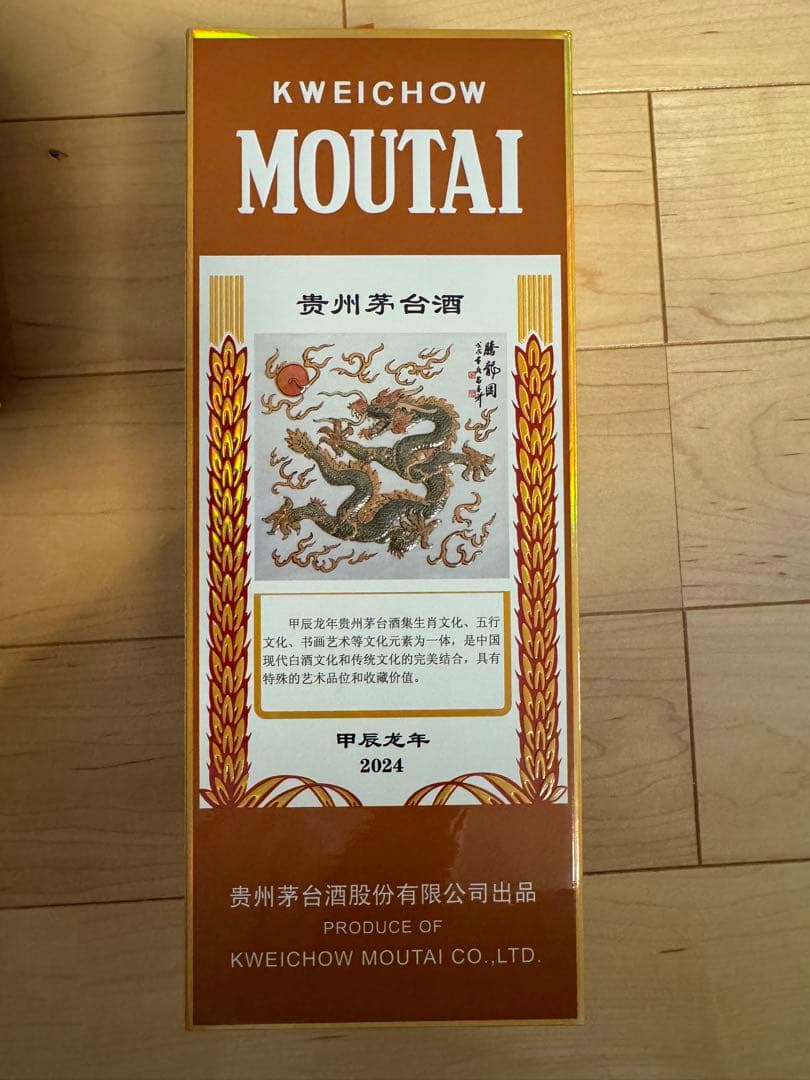 KWEICHOW
MOUTAI
贵州茅台酒
腾龙图
甲辰龙年贵州茅台酒集生肖文化、五行
文化、书画艺术等文化元素为一体，是中国
现代白酒文化和传统文化的完美结合，具有
特殊的艺术品位和收藏价值。
甲辰龙年
2024
贵州茅台酒股份有限公司出品
PRODUCE OF
KWEICHOW MOUTAI CO.,LTD.